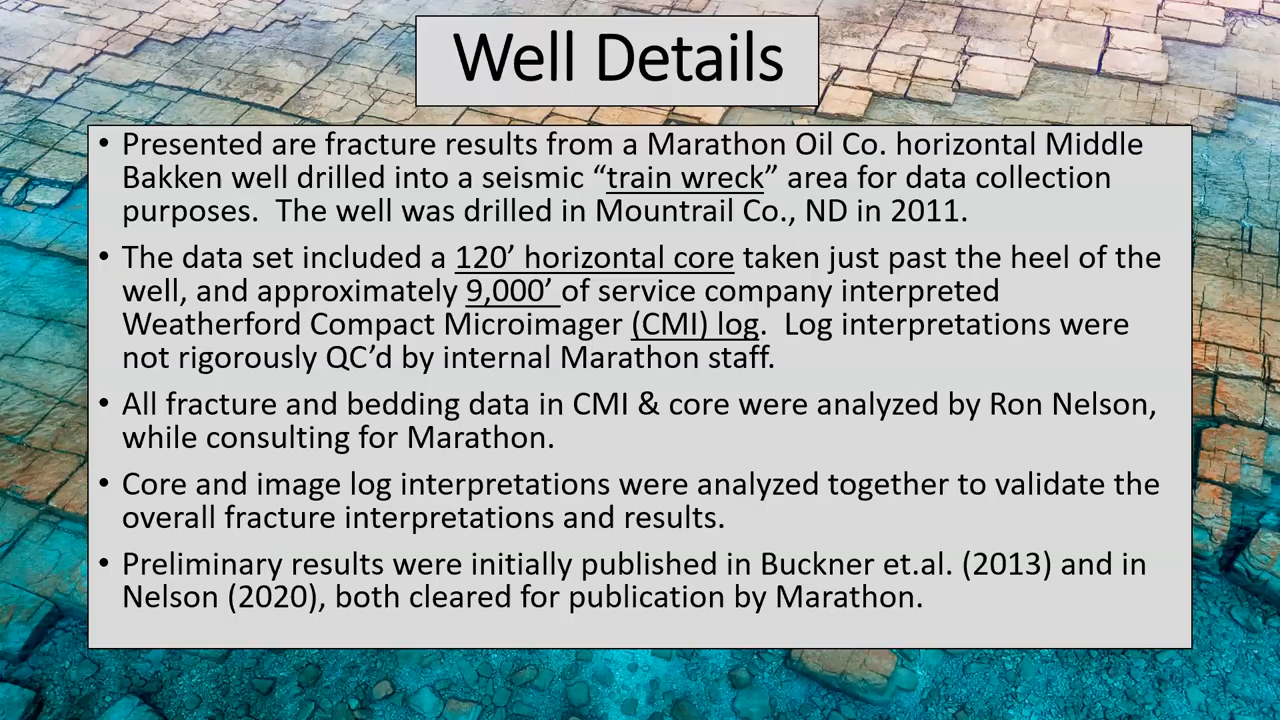 Well Details
• Presented are fracture results from a Marathon Oil Co. horizontal Middle
Bakken well drilled into a seismic “train wreck” area for data collection
purposes.  The well was drilled in Mountrail Co., ND in 2011.
• The data set included a 120’ horizontal core taken just past the heel of the
well, and approximately 9,000’ of service company interpreted
Weatherford Compact Microimager (CMI) log.  Log interpretations were
not rigorously QC’d by internal Marathon staff.
• All fracture and bedding data in CMI & core were analyzed by Ron Nelson,
while consulting for Marathon.
• Core and image log interpretations were analyzed together to validate the
overall fracture interpretations and results.
• Preliminary results were initially published in Buckner et.al. (2013) and in
Nelson (2020), both cleared for publication by Marathon.